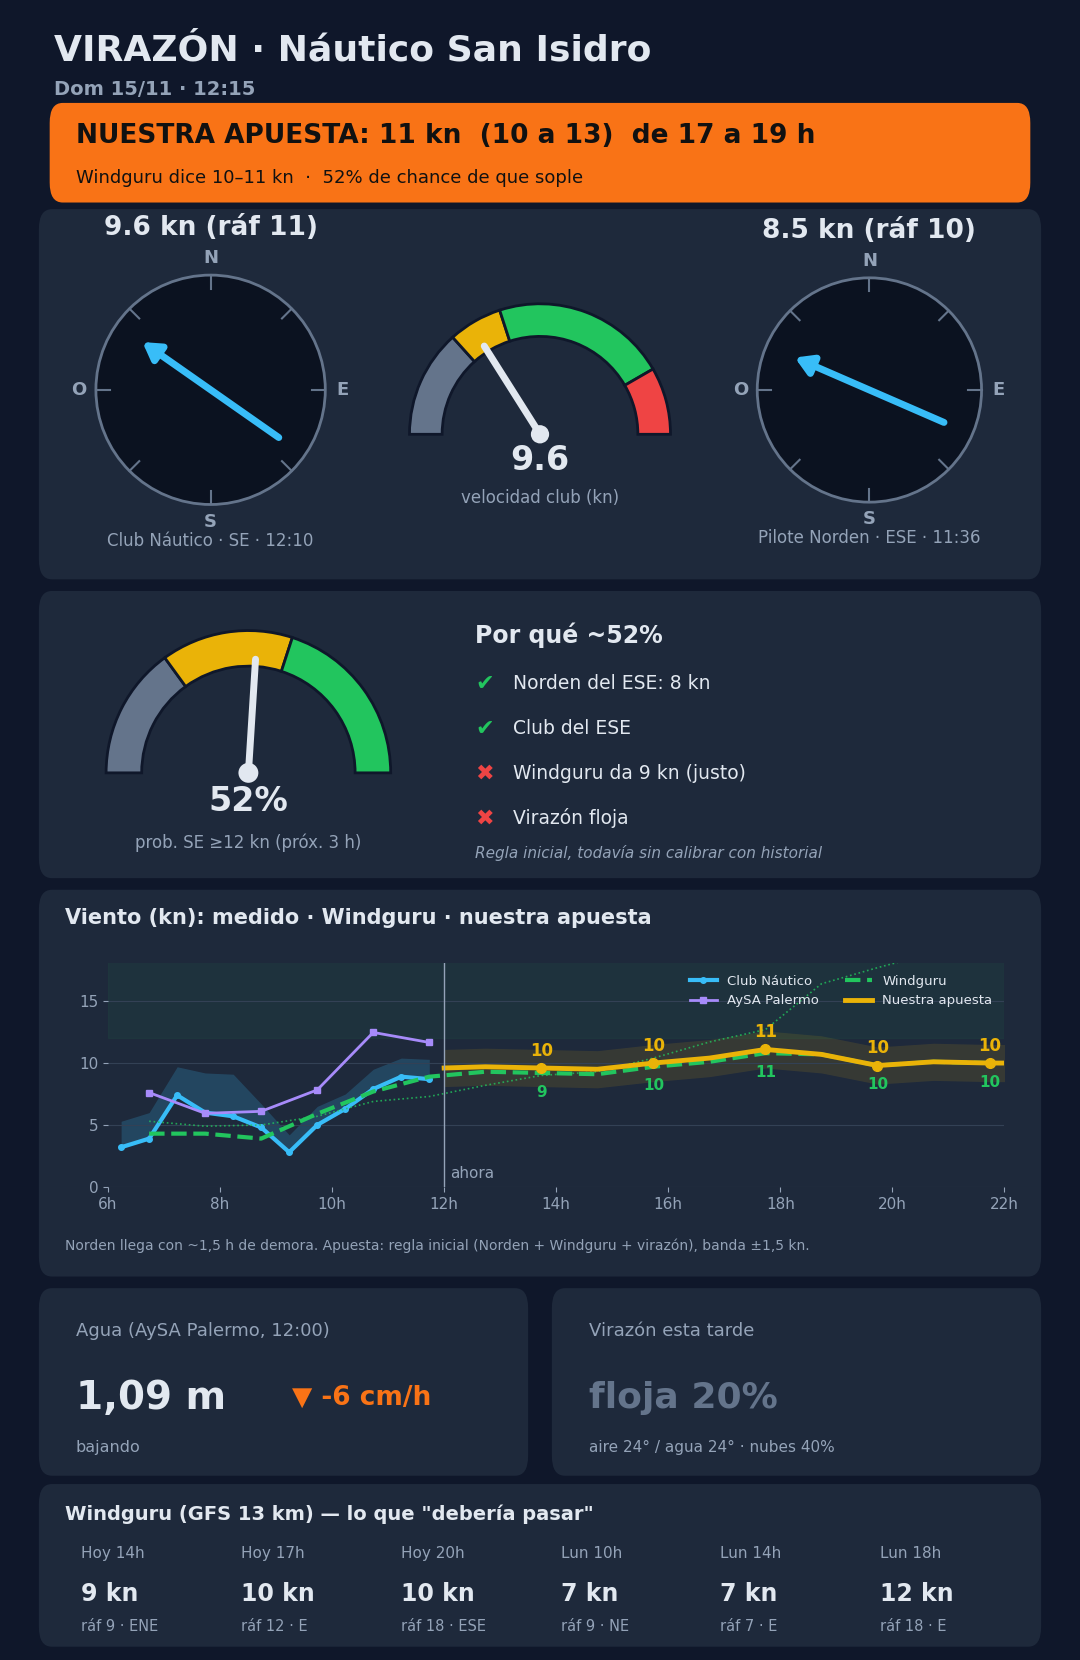 VIRAZÓN · Náutico San Isidro
Dom 15/11 · 12:15
NUESTRA APUESTA: 11 kn  (10 a 13)  de 17 a 19 h
Windguru dice 10–11 kn  ·  52% de chance de que sople
9.6 kn (ráf 11)
N
O
E
S
Club Náutico · SE · 12:10
9.6
velocidad club (kn)
8.5 kn (ráf 10)
N
O
E
S
Pilote Norden · ESE · 11:36
52%
prob. SE ≥12 kn (próx. 3 h)
Por qué ~52%
✔ Norden del ESE: 8 kn
✔ Club del ESE
✖ Windguru da 9 kn (justo)
✖ Virazón floja
Regla inicial, todavía sin calibrar con historial
Viento (kn): medido · Windguru · nuestra apuesta
Club Náutico
AySA Palermo
Windguru
Nuestra apuesta
15
10
5
0
10
10
11
10
10
9
10
11
10
10
ahora
6h
8h
10h
12h
14h
16h
18h
20h
22h
Norden llega con ~1,5 h de demora. Apuesta: regla inicial (Norden + Windguru + virazón), banda ±1,5 kn.
Agua (AySA Palermo, 12:00)
1,09 m
▼ -6 cm/h
bajando
Virazón esta tarde
floja 20%
aire 24° / agua 24° · nubes 40%
Windguru (GFS 13 km) — lo que "debería pasar"
Hoy 14h
Hoy 17h
Hoy 20h
Lun 10h
Lun 14h
Lun 18h
9 kn
10 kn
10 kn
7 kn
7 kn
12 kn
ráf 9 · ENE
ráf 12 · E
ráf 18 · ESE
ráf 9 · NE
ráf 7 · E
ráf 18 · E